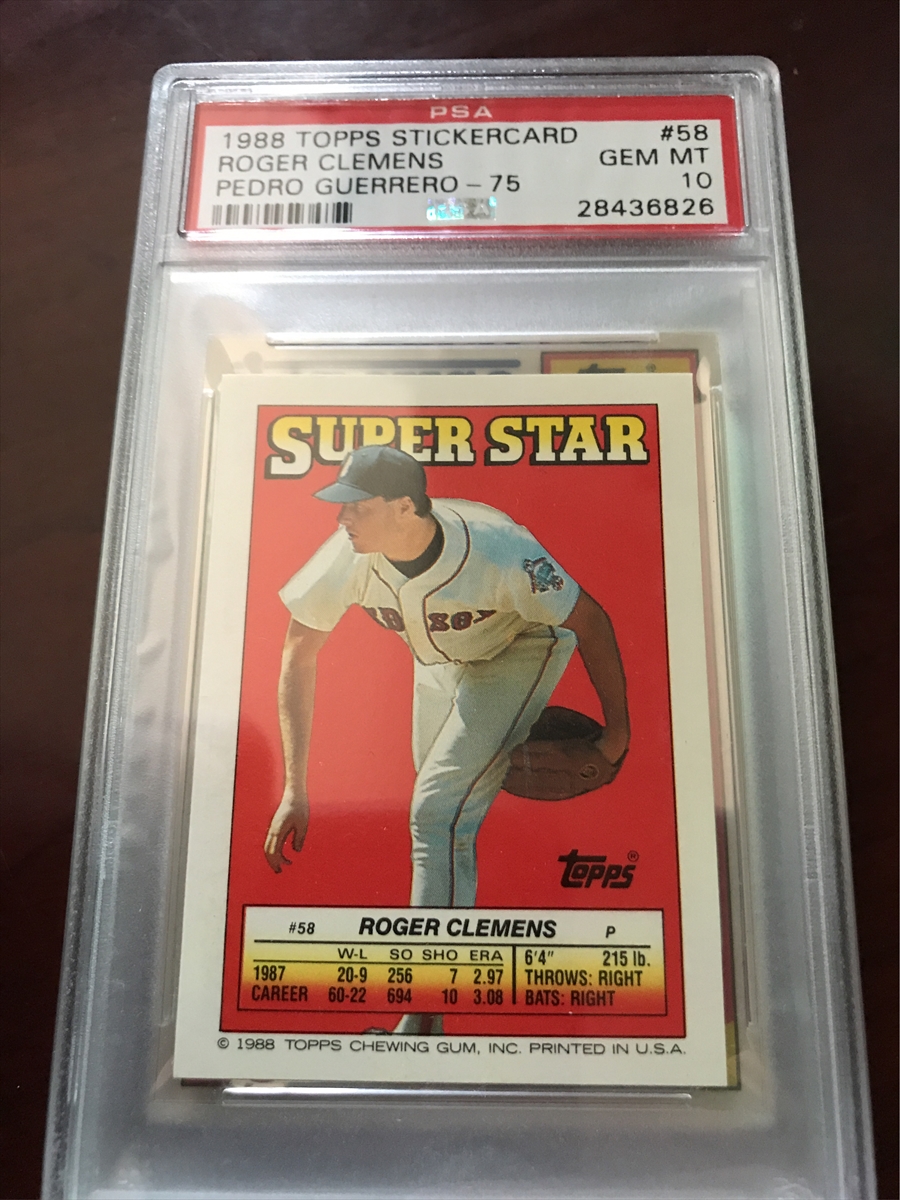 PSA
1988 TOPPS STICKERCARD #58
ROGER CLEMENS GEM MT
PEDRO GUERRERO - 75 10
28436826
SUPER STAR
RED SOX
topps®
#58 ROGER CLEMENS P
W-L SO SHO ERA 6'4" 215 lb.
1987 20-9 256 7 2.97 THROWS: RIGHT
CAREER 60-22 694 10 3.08 BATS: RIGHT
© 1988 TOPPS CHEWING GUM, INC. PRINTED IN U.S.A.